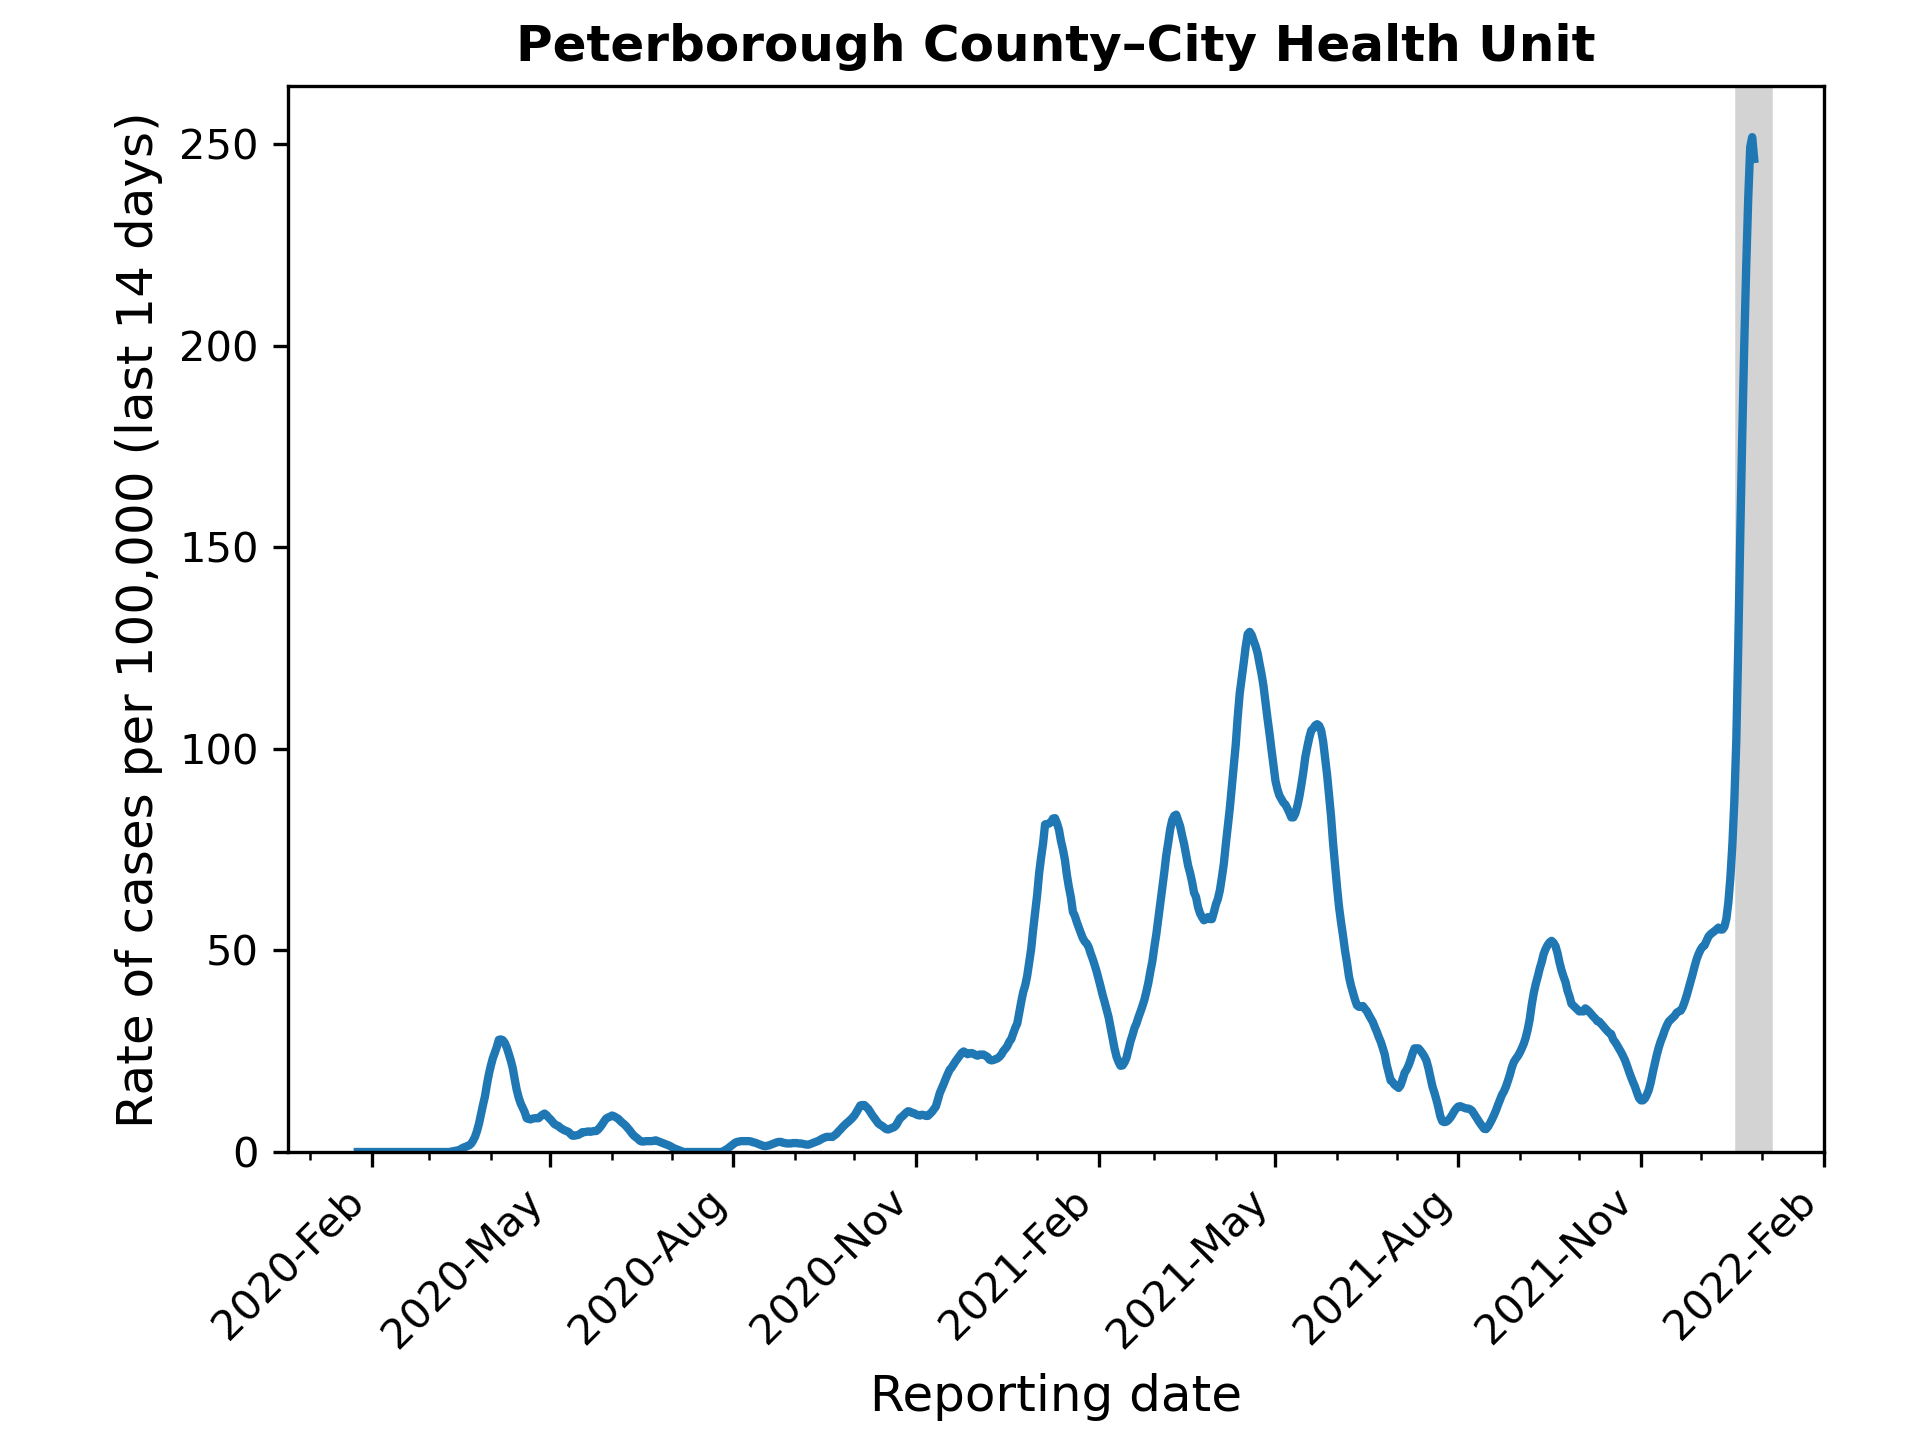 Peterborough County–City Health Unit
Rate of cases per 100,000 (last 14 days)
250
200
150
100
50
0
2020-Feb
2020-May
2020-Aug
2020-Nov
2021-Feb
2021-May
2021-Aug
2021-Nov
2022-Feb
Reporting date